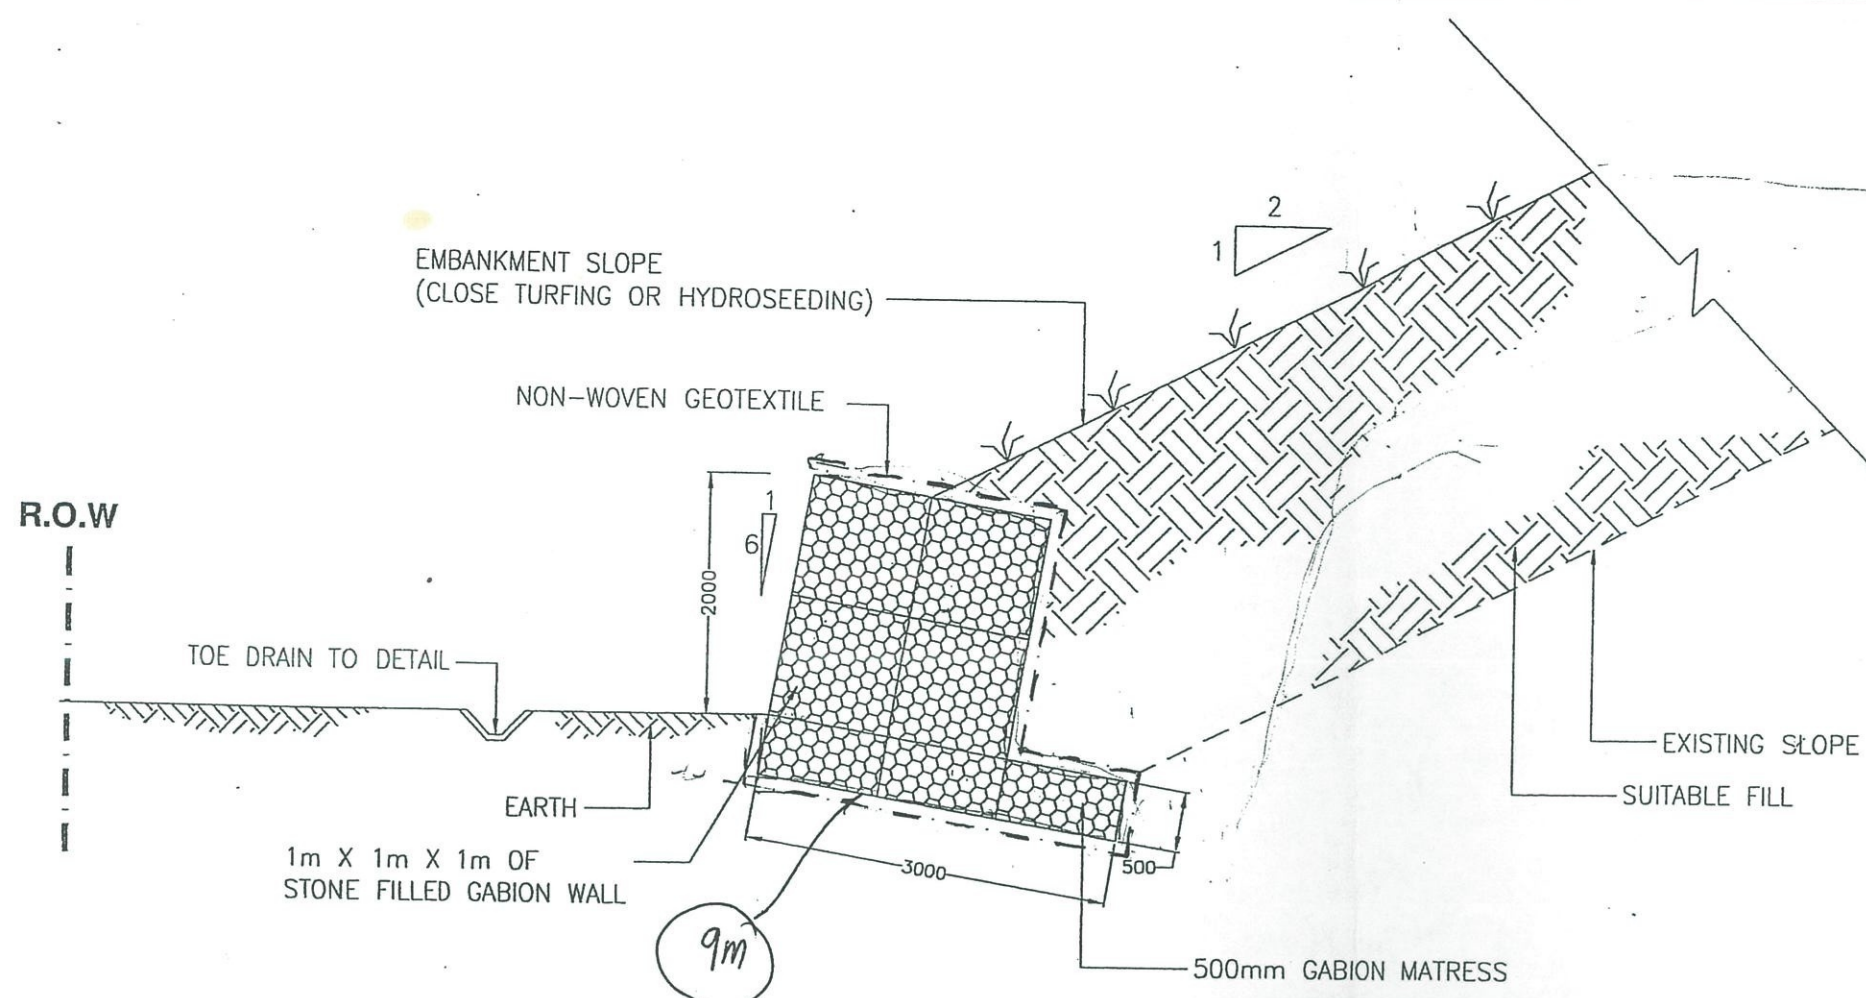 2
1
EMBANKMENT SLOPE
(CLOSE TURFING OR HYDROSEEDING)
NON-WOVEN GEOTEXTILE
R.O.W
1
6
2000
TOE DRAIN TO DETAIL
EXISTING SLOPE
SUITABLE FILL
EARTH
1m X 1m X 1m OF
STONE FILLED GABION WALL
3000
500
9m
500mm GABION MATRESS